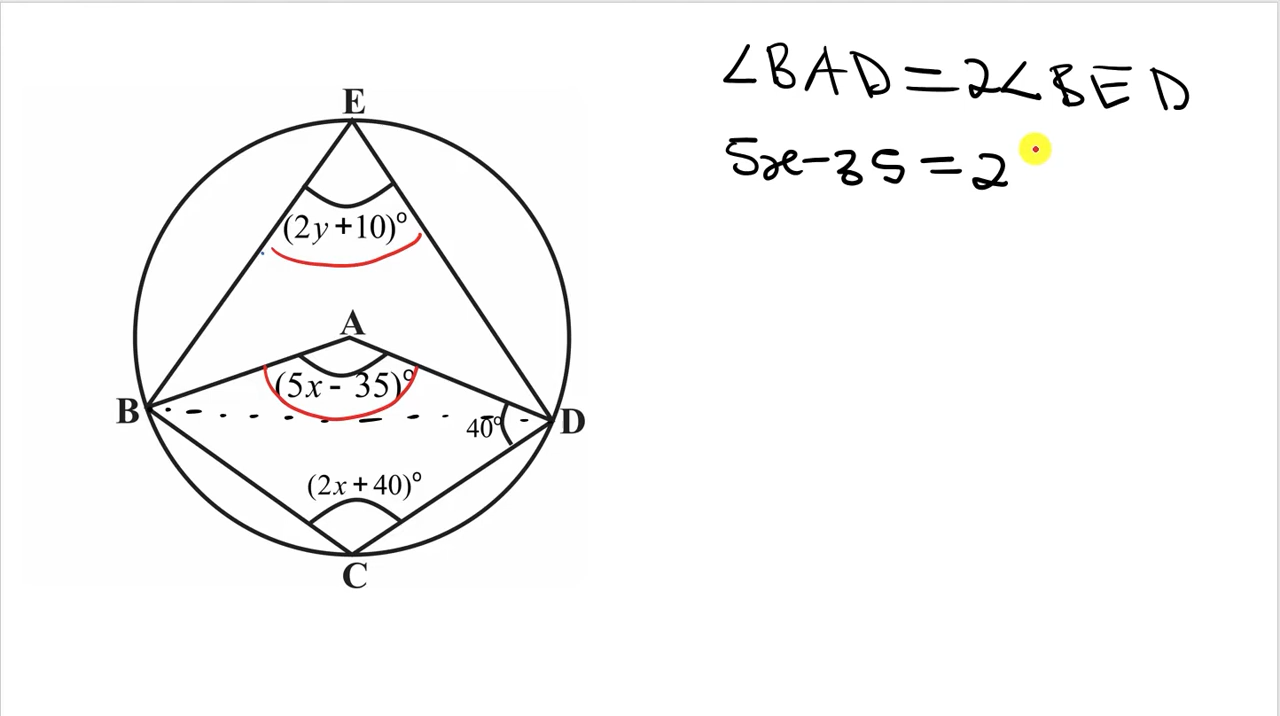 ∠BAD=2∠BED
5x-35=2
E
(2y+10)°
A
(5x- 35)°
B
40°
D
(2x+40)°
C